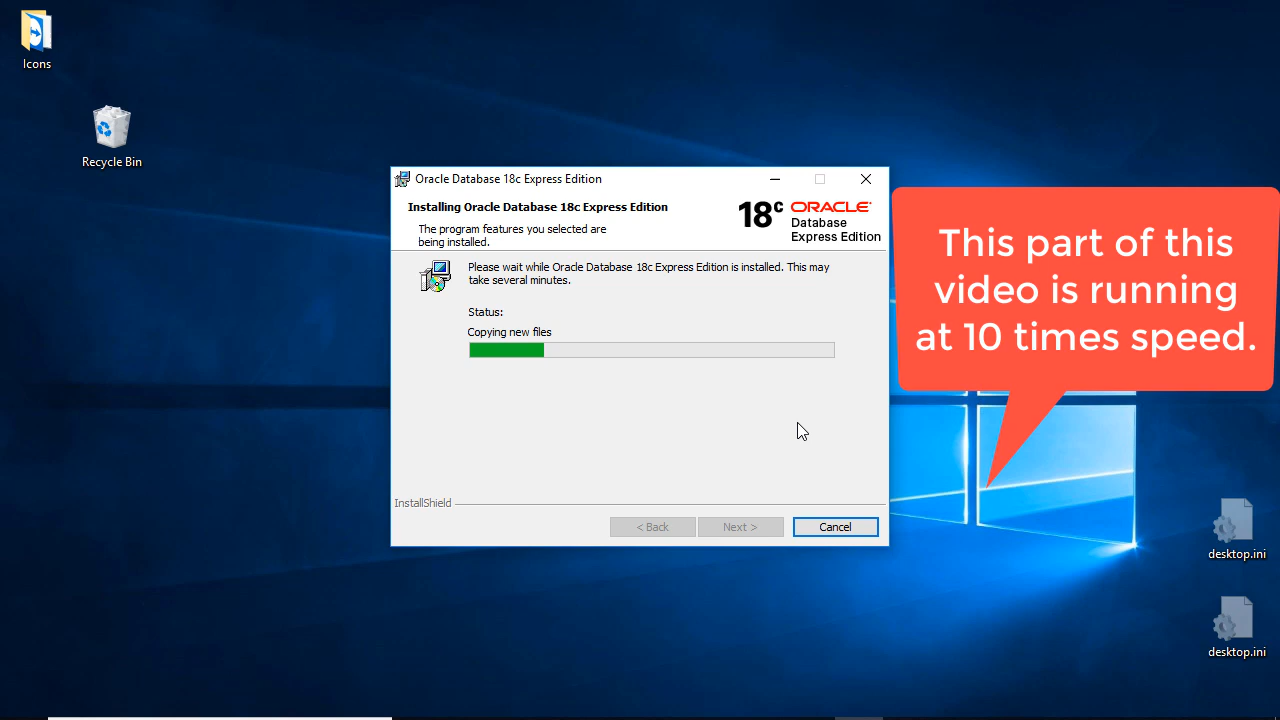 Icons
Recycle Bin
Oracle Database 18c Express Edition
Installing Oracle Database 18c Express Edition
The program features you selected are
being installed.
18c ORACLE
Database
Express Edition
Please wait while Oracle Database 18c Express Edition is installed. This may
take several minutes.
Status:
Copying new files
InstallShield
< Back
Next >
Cancel
This part of this
video is running
at 10 times speed.
desktop.ini
desktop.ini